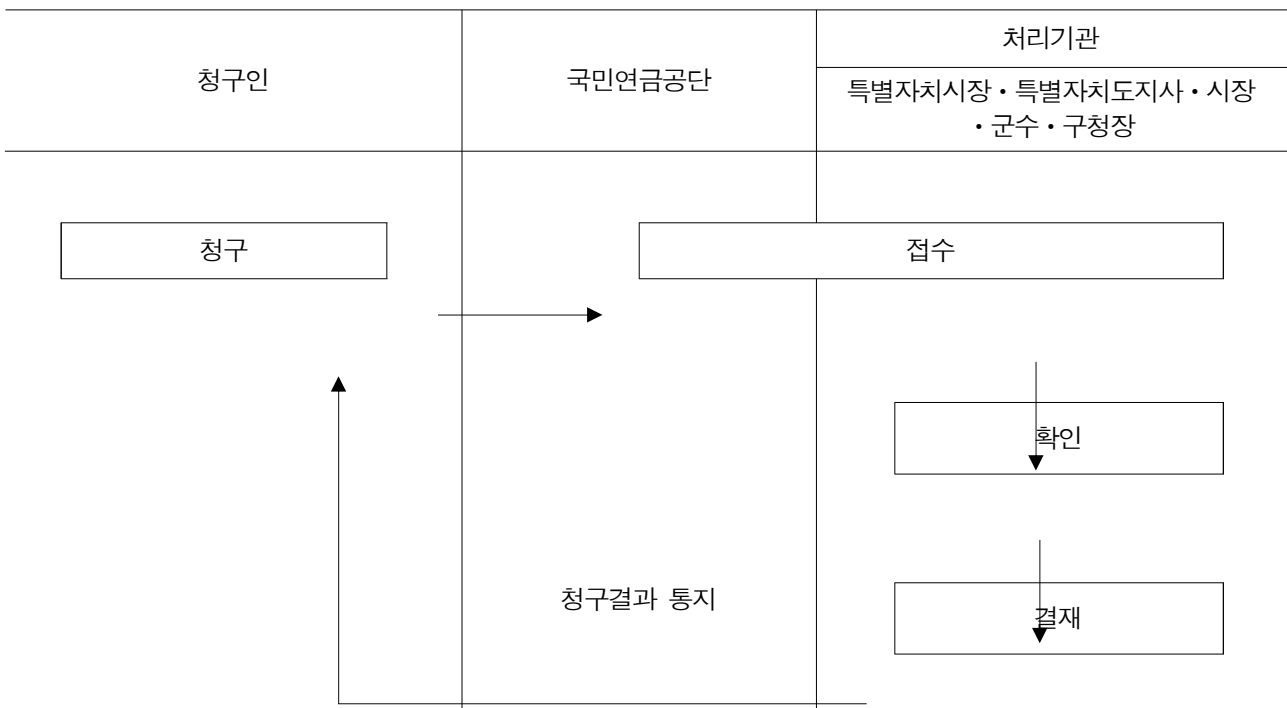 청구인
국민연금공단
처리기관
특별자치시장・특별자치도지사・시장
・군수・구청장
청구
접수
확인
청구결과 통지
결재